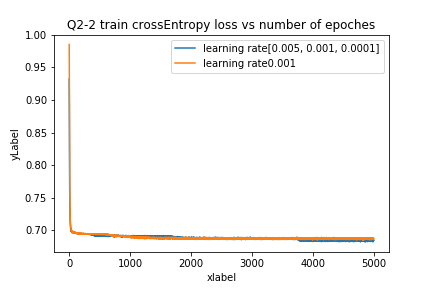 Q2-2 train crossEntropy loss vs number of epoches
1.00
0.95
0.90
0.85
0.80
0.75
0.70
yLabel
learning rate[0.005, 0.001, 0.0001]
learning rate0.001
0 1000 2000 3000 4000 5000
xlabel